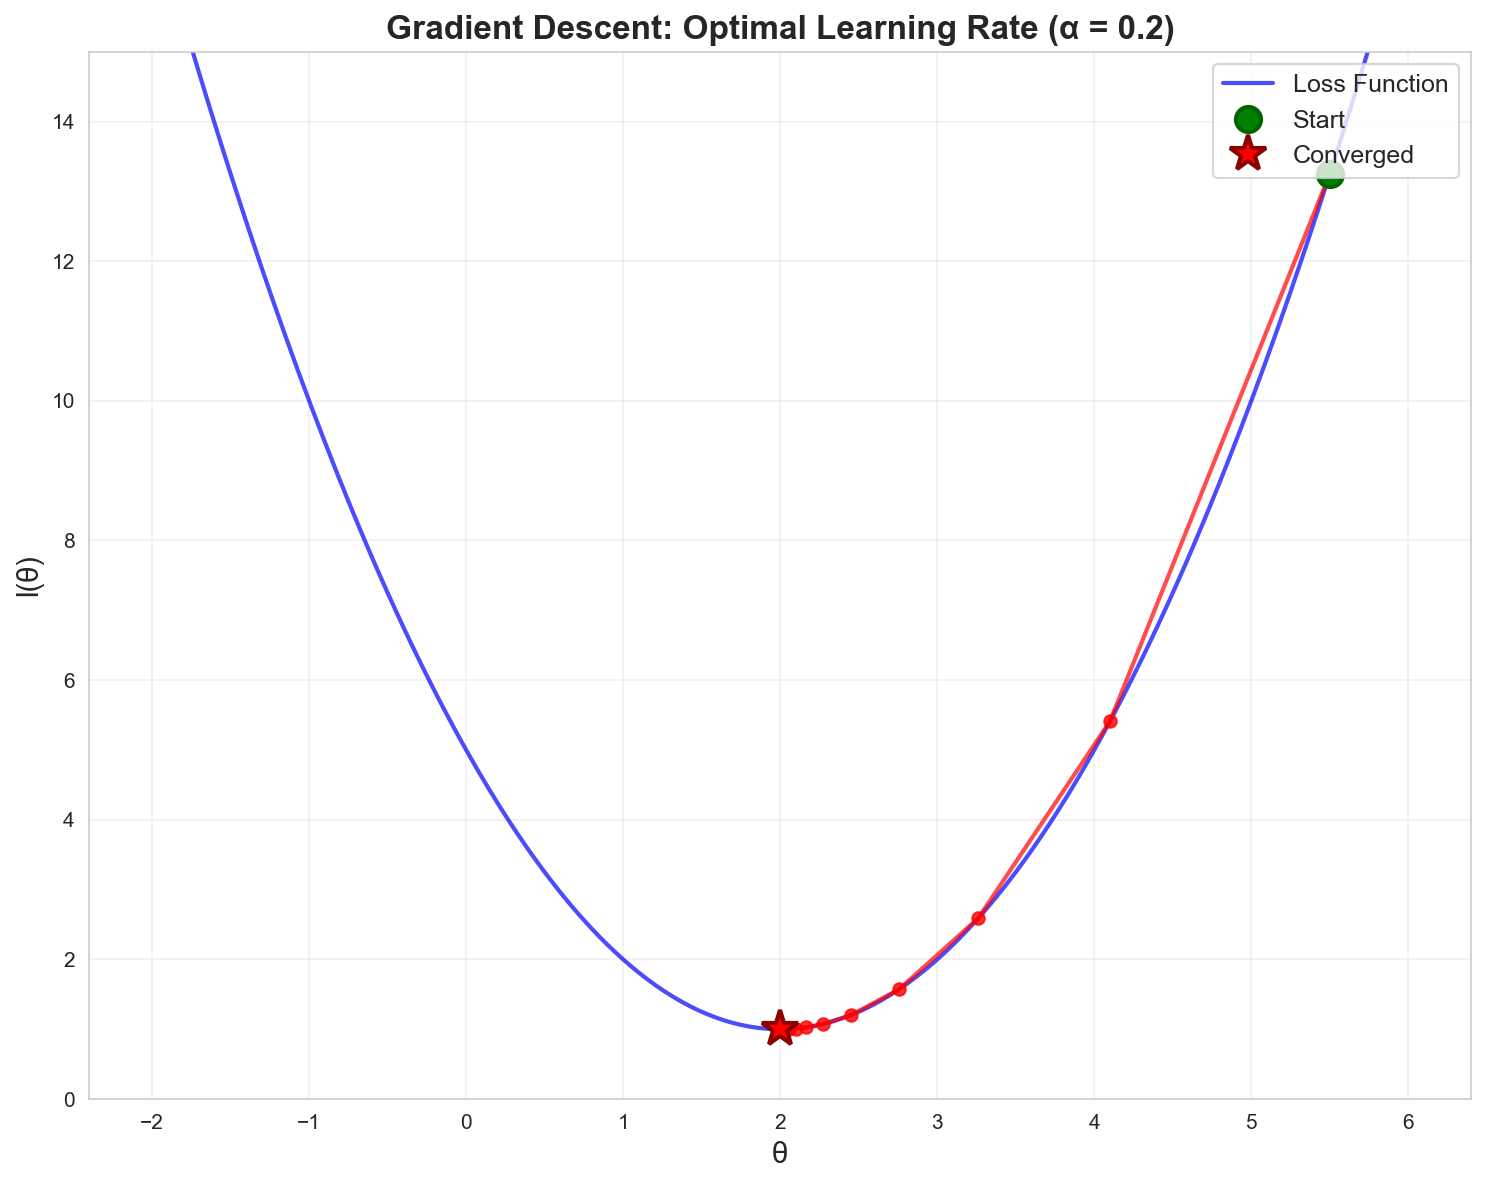 Gradient Descent: Optimal Learning Rate (α = 0.2)
Loss Function
Start
Converged
14
12
10
8
6
4
2
0
l(θ)
−2 −1 0 1 2 3 4 5 6
θ